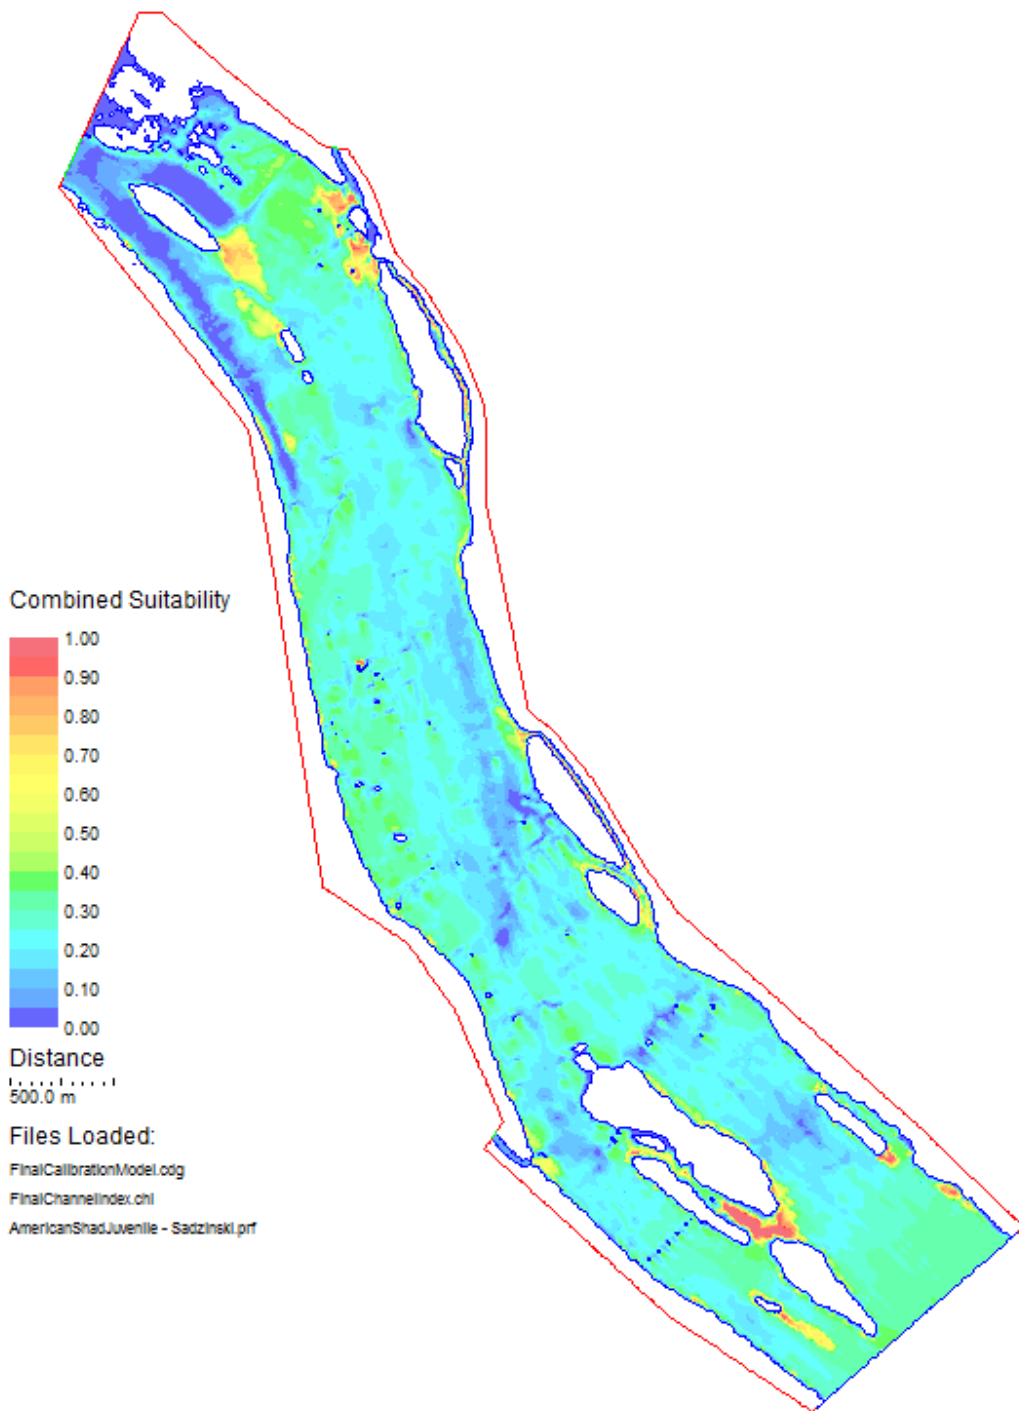 Combined Suitability
1.00
0.90
0.80
0.70
0.60
0.50
0.40
0.30
0.20
0.10
0.00
Distance
500.0 m
Files Loaded:
FinalCalibrationModel.cdg
FinalChannelIndex.chi
AmericanShadJuvenile - Sadzinski.prf